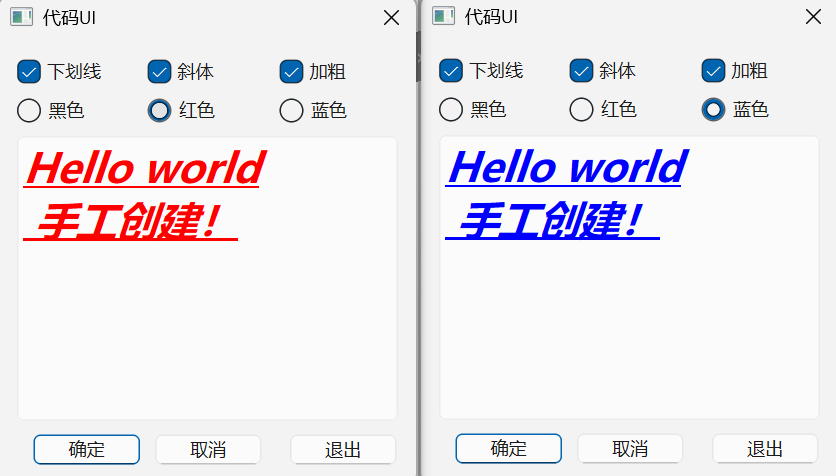 代码UI
下划线 斜体 加粗
黑色 红色 蓝色
Hello world
手工创建！
确定 取消 退出
代码UI
下划线 斜体 加粗
黑色 红色 蓝色
Hello world
手工创建！
确定 取消 退出